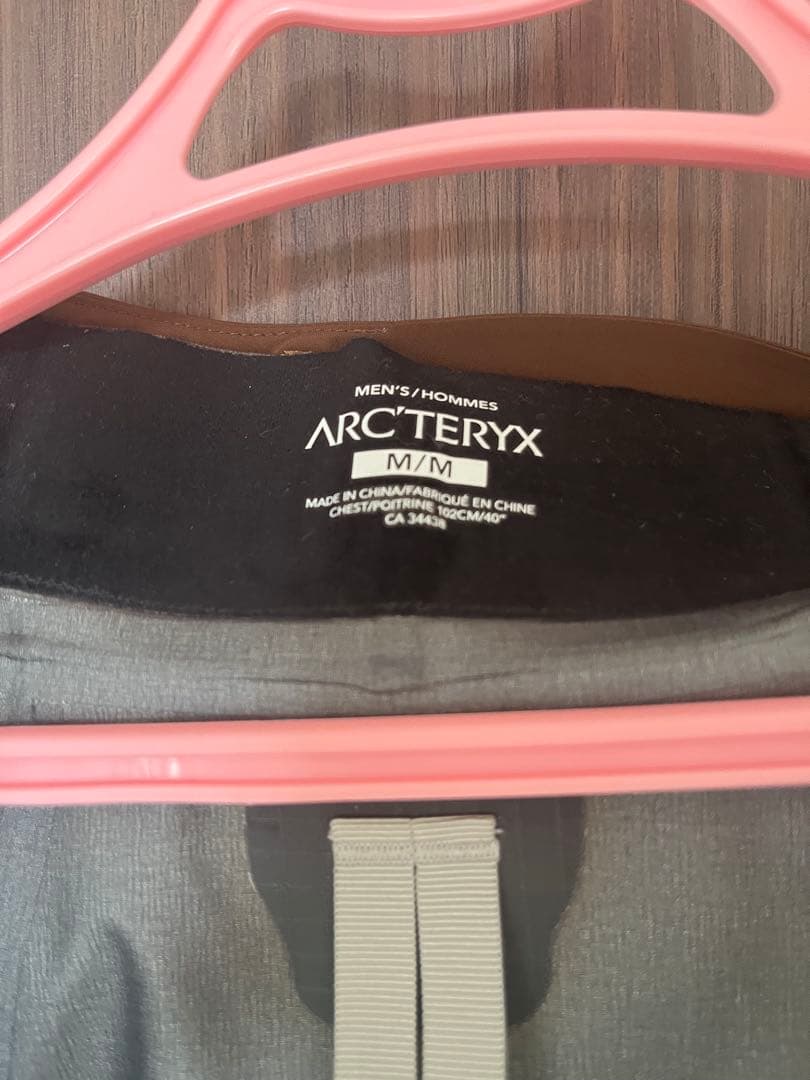 MEN'S/HOMMES
ARC'TERYX
M/M
MADE IN CHINA/FABRIQUÉ EN CHINE
CHEST/POITRINE 102CM/40"
CA 34438